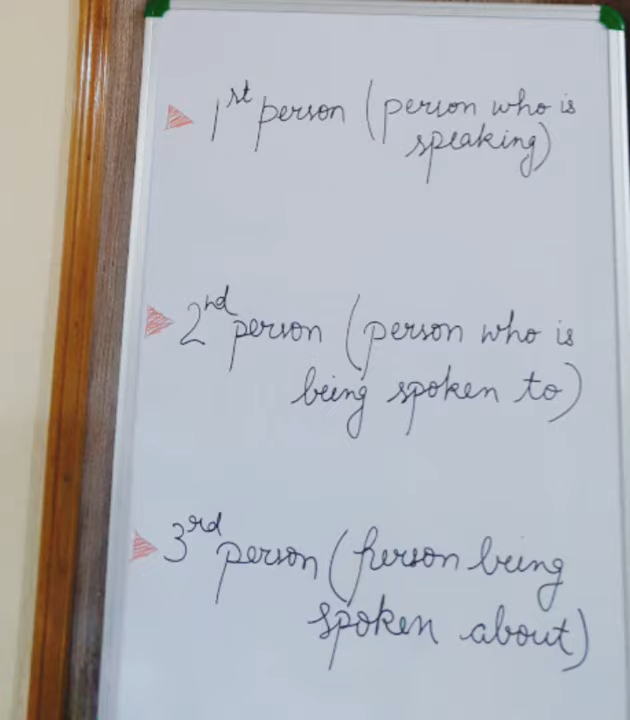 1st person (person who is
speaking)
2nd person (person who is
being spoken to)
3rd person (person being
spoken about)